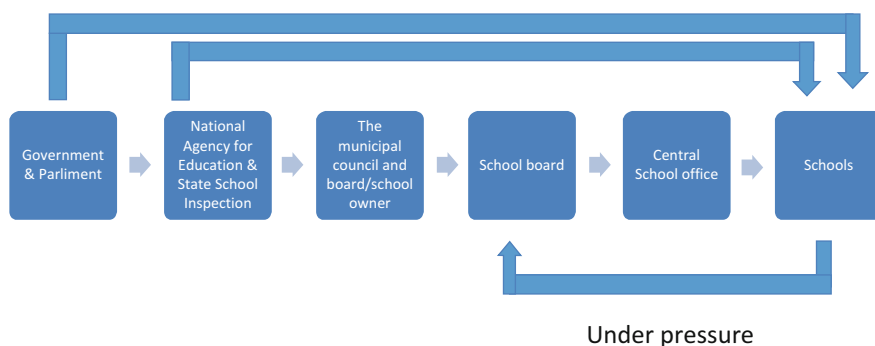 Government
& Parliment
National
Agency for
Education &
State School
Inspection
The
municipal
council and
board/school
owner
School board
Central
School office
Schools
Under pressure